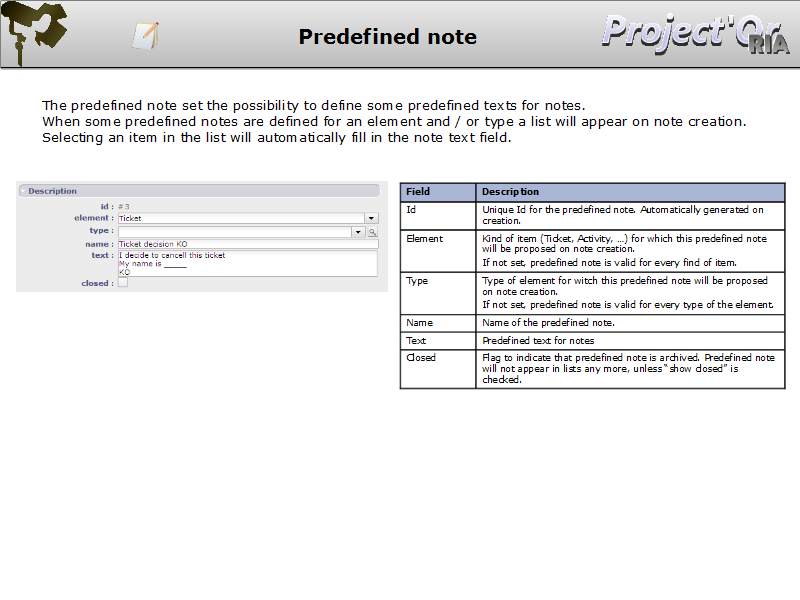 Predefined note
Project'Or
RIA
The predefined note set the possibility to define some predefined texts for notes.
When some predefined notes are defined for an element and / or type a list will appear on note creation.
Selecting an item in the list will automatically fill in the note text field.
Description
id : #3
element : Ticket
type :
name : Ticket decision KO
text : I decide to cancell this ticket
My name is _____
KO
closed :
Field Description
Id Unique Id for the predefined note. Automatically generated on
creation.
Element Kind of item (Ticket, Activity, ...) for which this predefined note
will be proposed on note creation.
If not set, predefined note is valid for every find of item.
Type Type of element for witch this predefined note will be proposed
on note creation.
If not set, predefined note is valid for every type of the element.
Name Name of the predefined note.
Text Predefined text for notes
Closed Flag to indicate that predefined note is archived. Predefined note
will not appear in lists any more, unless “show closed” is
checked.